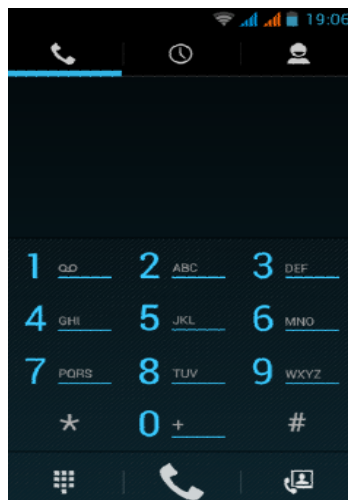 19:06
1 2 ABC 3 DEF
4 GHI 5 JKL 6 MNO
7 PQRS 8 TUV 9 WXYZ
* 0 + #